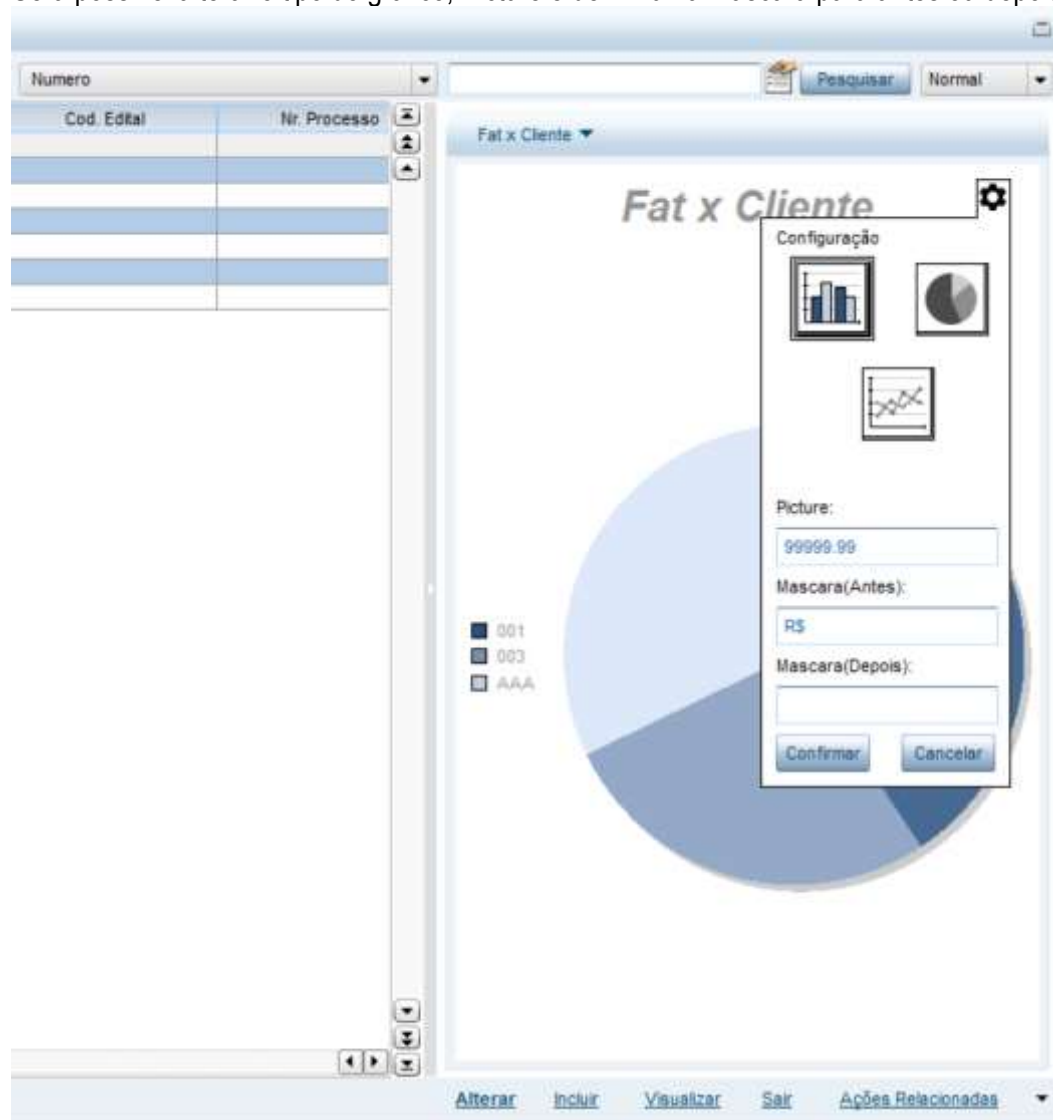 Numero Pesquisar Normal
Cod. Edital Nr. Processo
Fat x Cliente
Fat x Cliente
Configuração
Picture:
99999.99
Mascara(Antes):
R$
Mascara(Depois):
Confirmar Cancelar
001
003
AAA
Alterar Incluir Visualizar Sair Ações Relacionadas